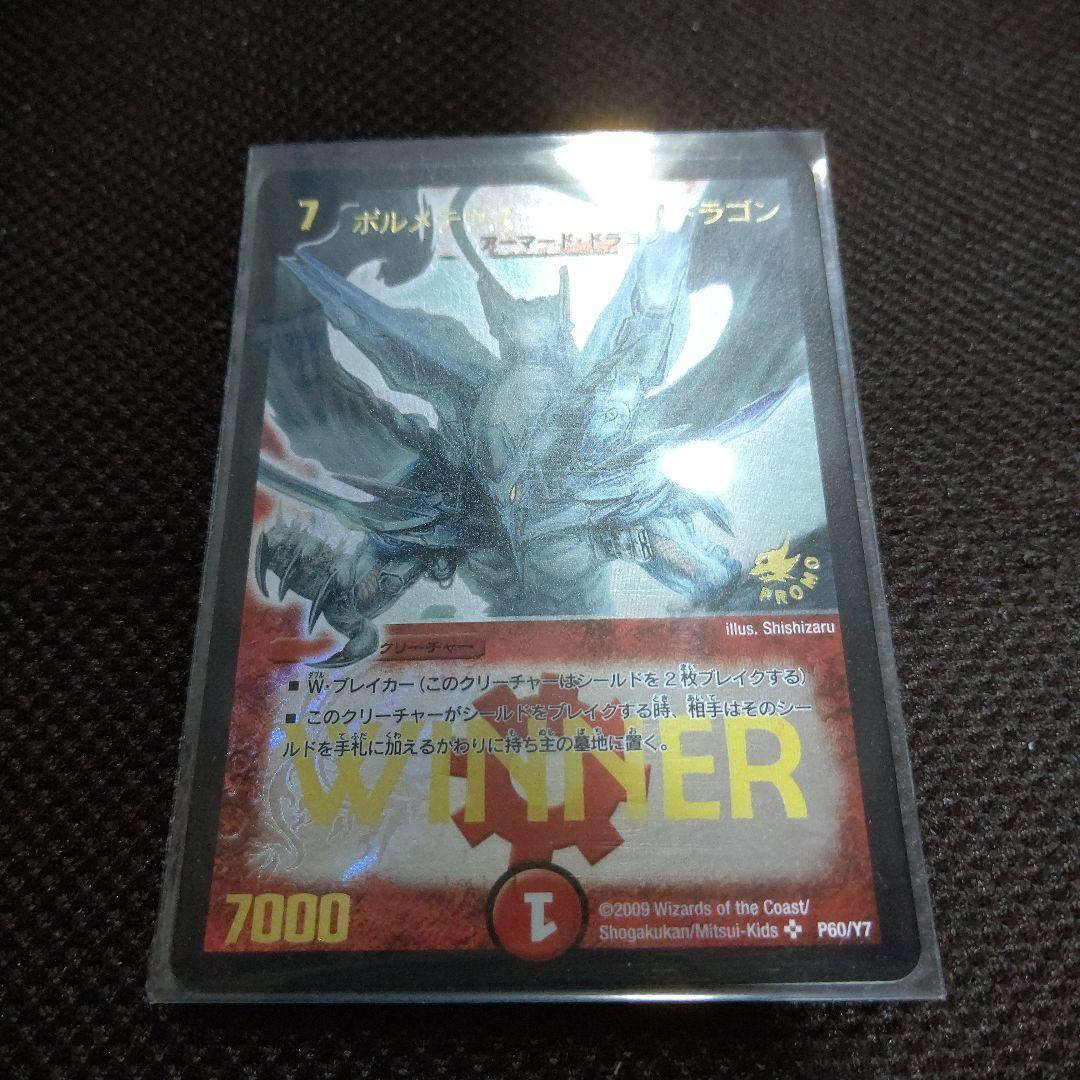 7 ボルメテウス ドラゴン
アーマード・ドラゴ
PROMO
illus. Shishizaru
クリーチャー
■ W・ブレイカー(このクリーチャーはシールドを2枚ブレイクする)
■ このクリーチャーがシールドをブレイクする時、相手はそのシー
ルドを手札に加えるかわりに持ち主の墓地に置く。
WINNER
7000
1
©2009 Wizards of the Coast/
Shogakukan/Mitsui-Kids P60/Y7